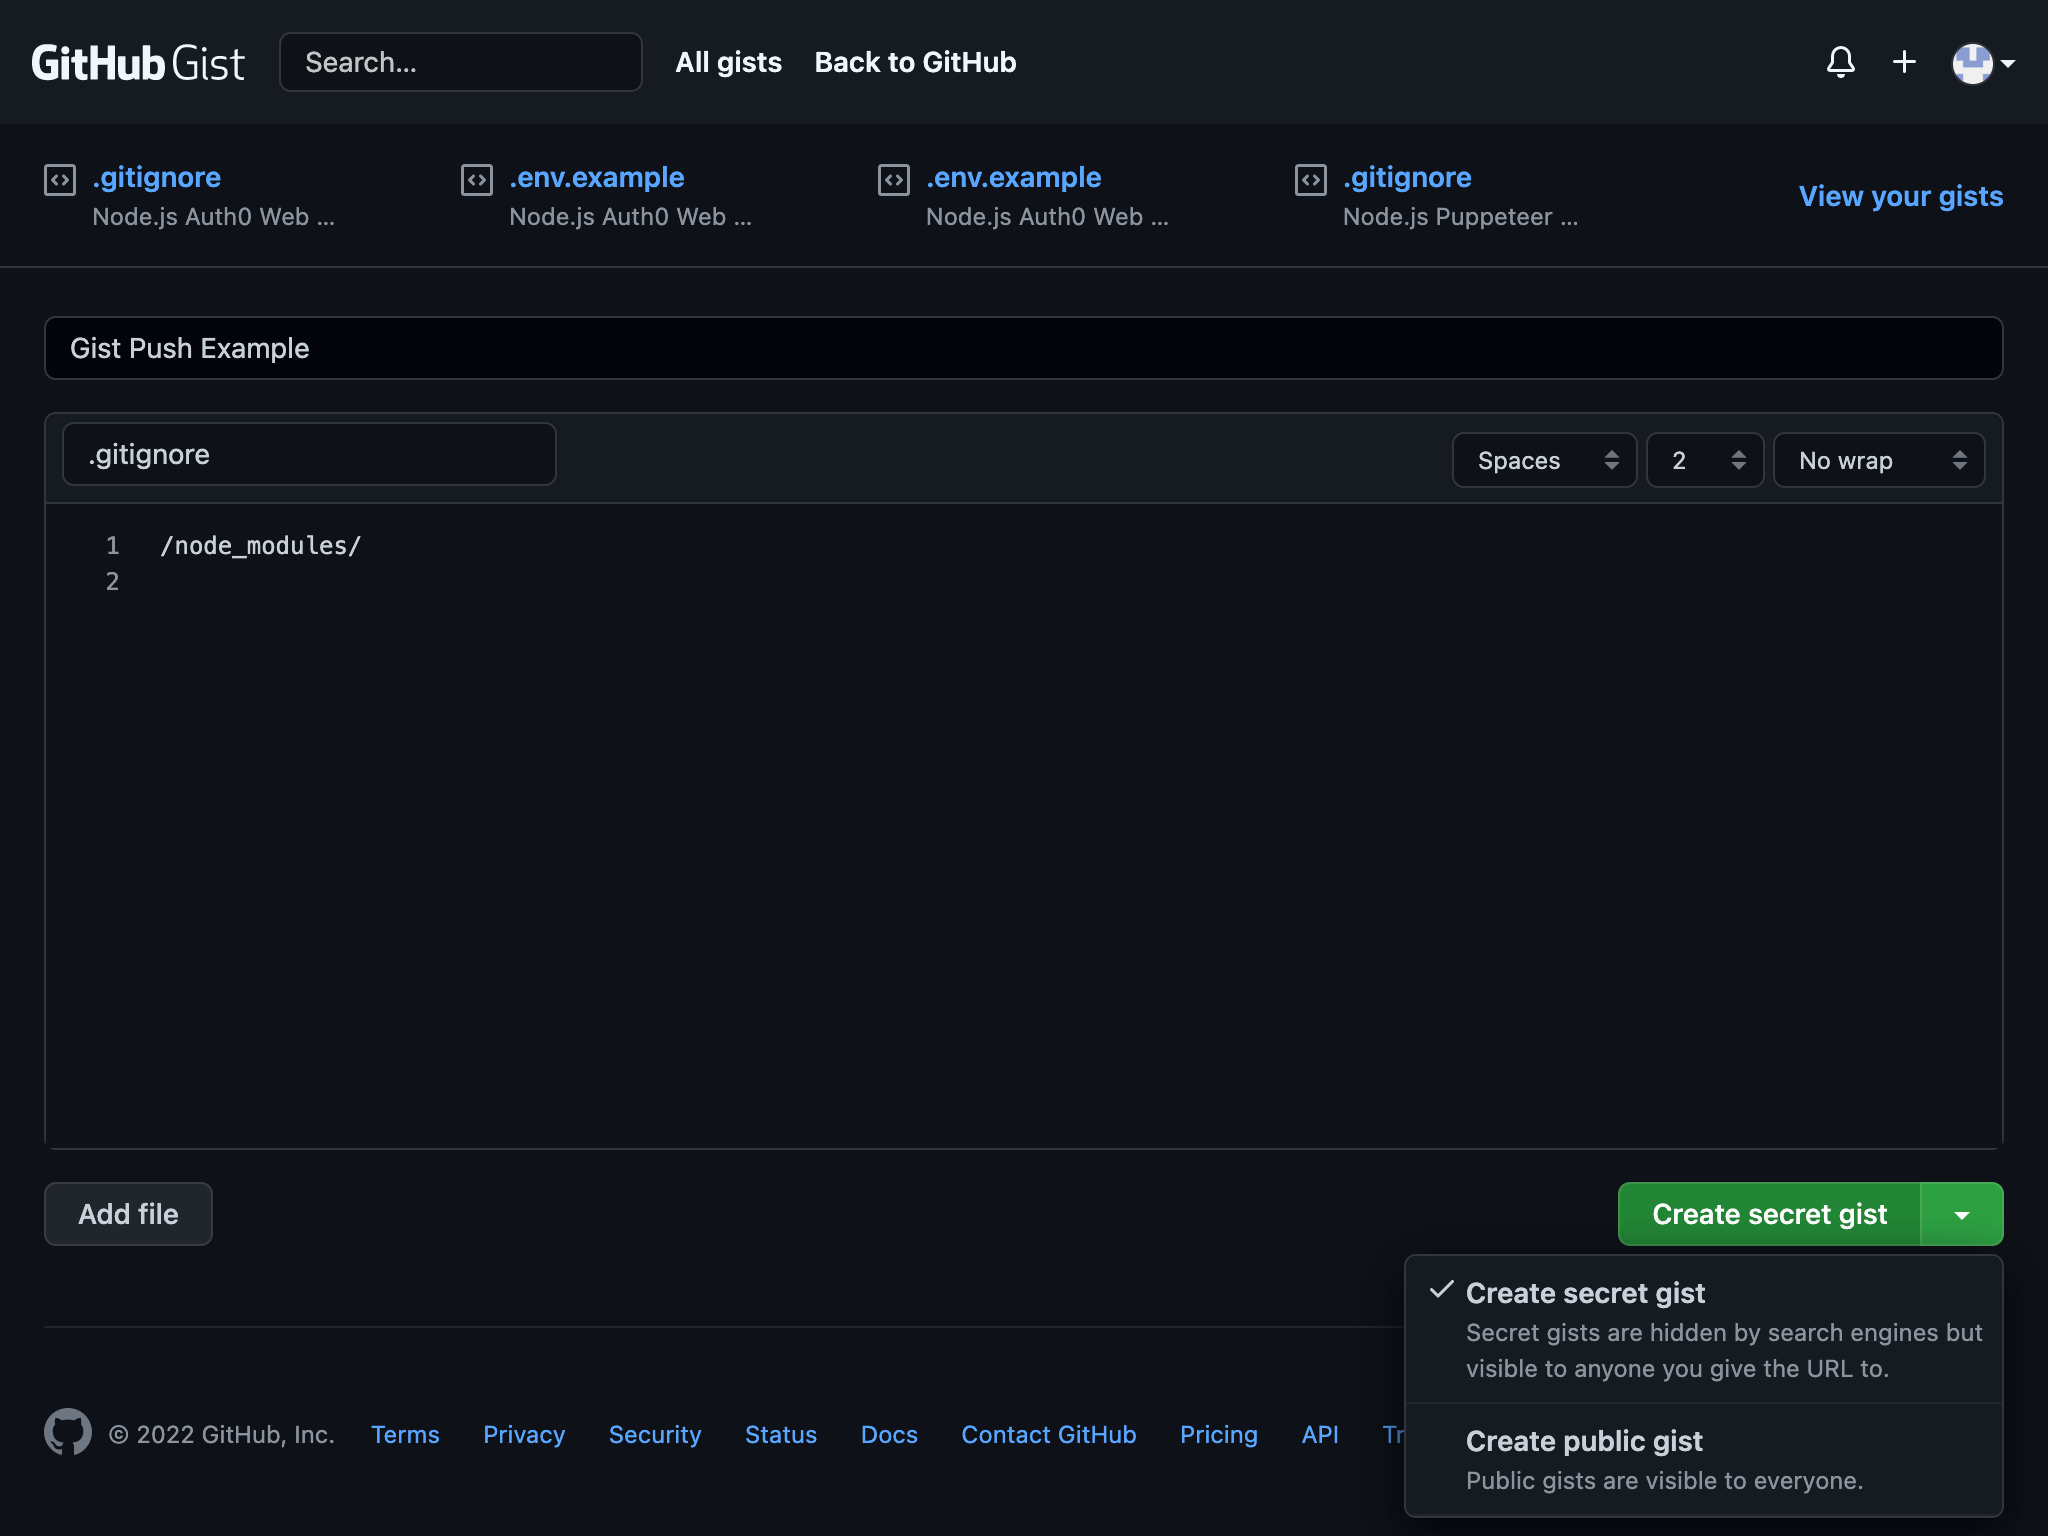 GitHub Gist Search... All gists Back to GitHub
.gitignore
Node.js Auth0 Web ...
.env.example
Node.js Auth0 Web ...
.env.example
Node.js Auth0 Web ...
.gitignore
Node.js Puppeteer ...
View your gists
Gist Push Example
.gitignore
Spaces 2 No wrap
1 /node_modules/
2
Add file
Create secret gist
Create secret gist
Secret gists are hidden by search engines but
visible to anyone you give the URL to.
Create public gist
Public gists are visible to everyone.
© 2022 GitHub, Inc. Terms Privacy Security Status Docs Contact GitHub Pricing API Tr